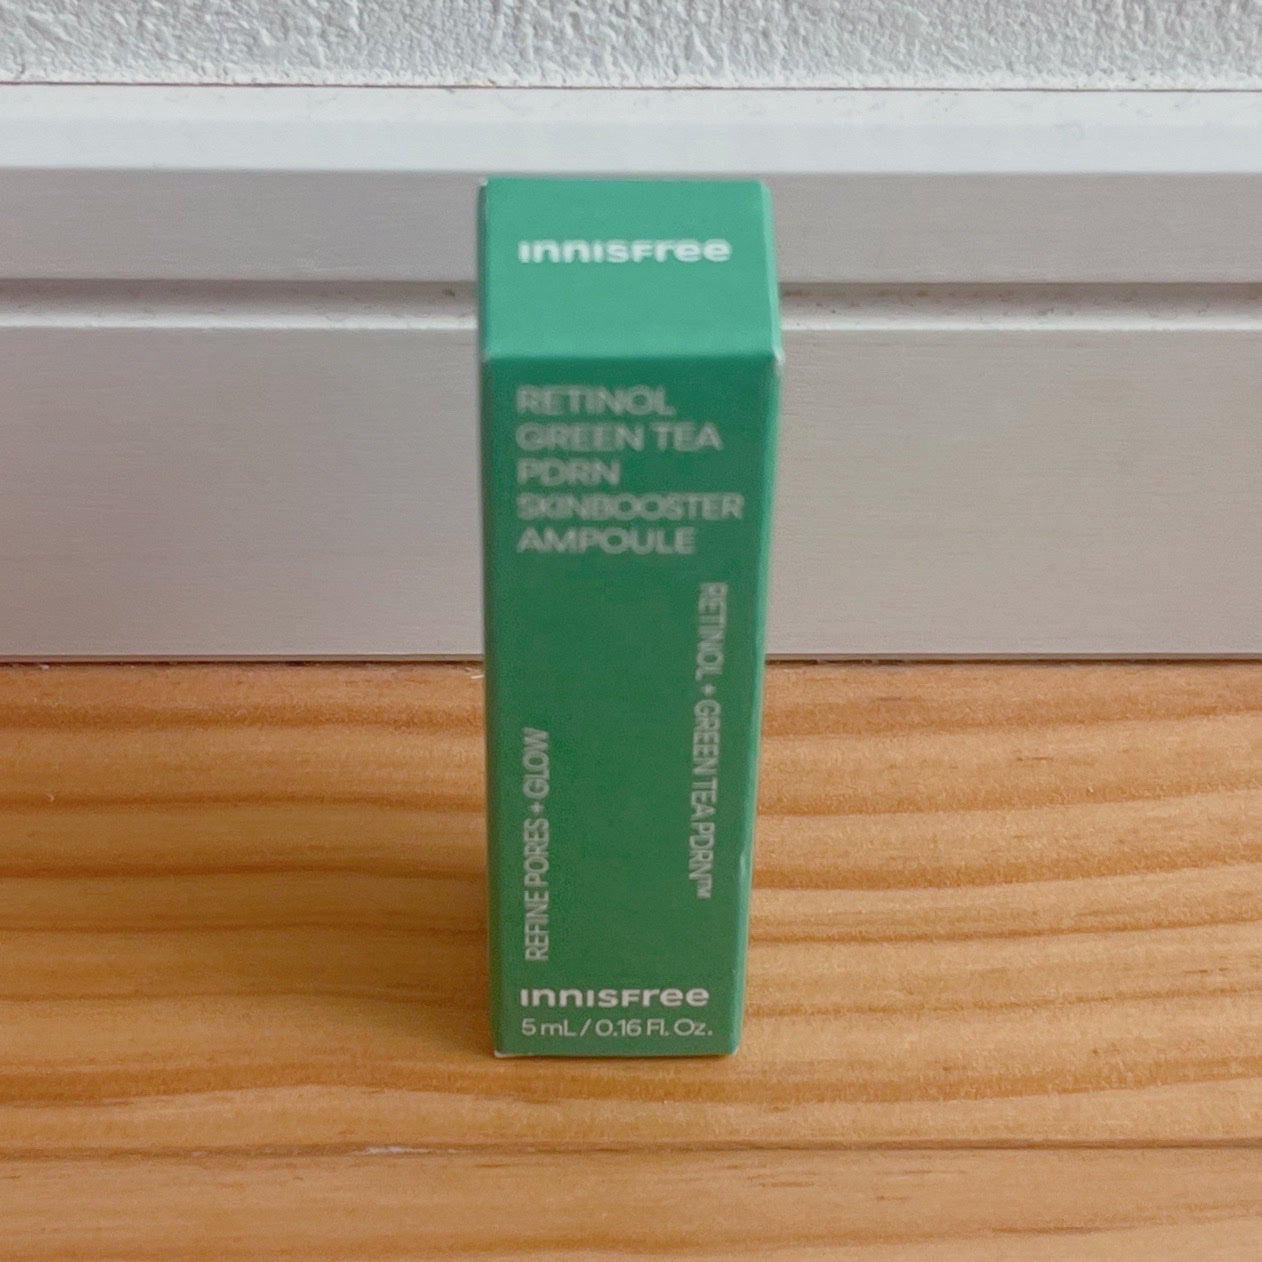 INNISFREE
RETINOL
GREEN TEA
PDRN
SKINBOOSTER
AMPOULE
RETINOL + GREEN TEA PDRN™
REFINE PORES + GLOW
INNISFREE
5 mL / 0.16 Fl. Oz.